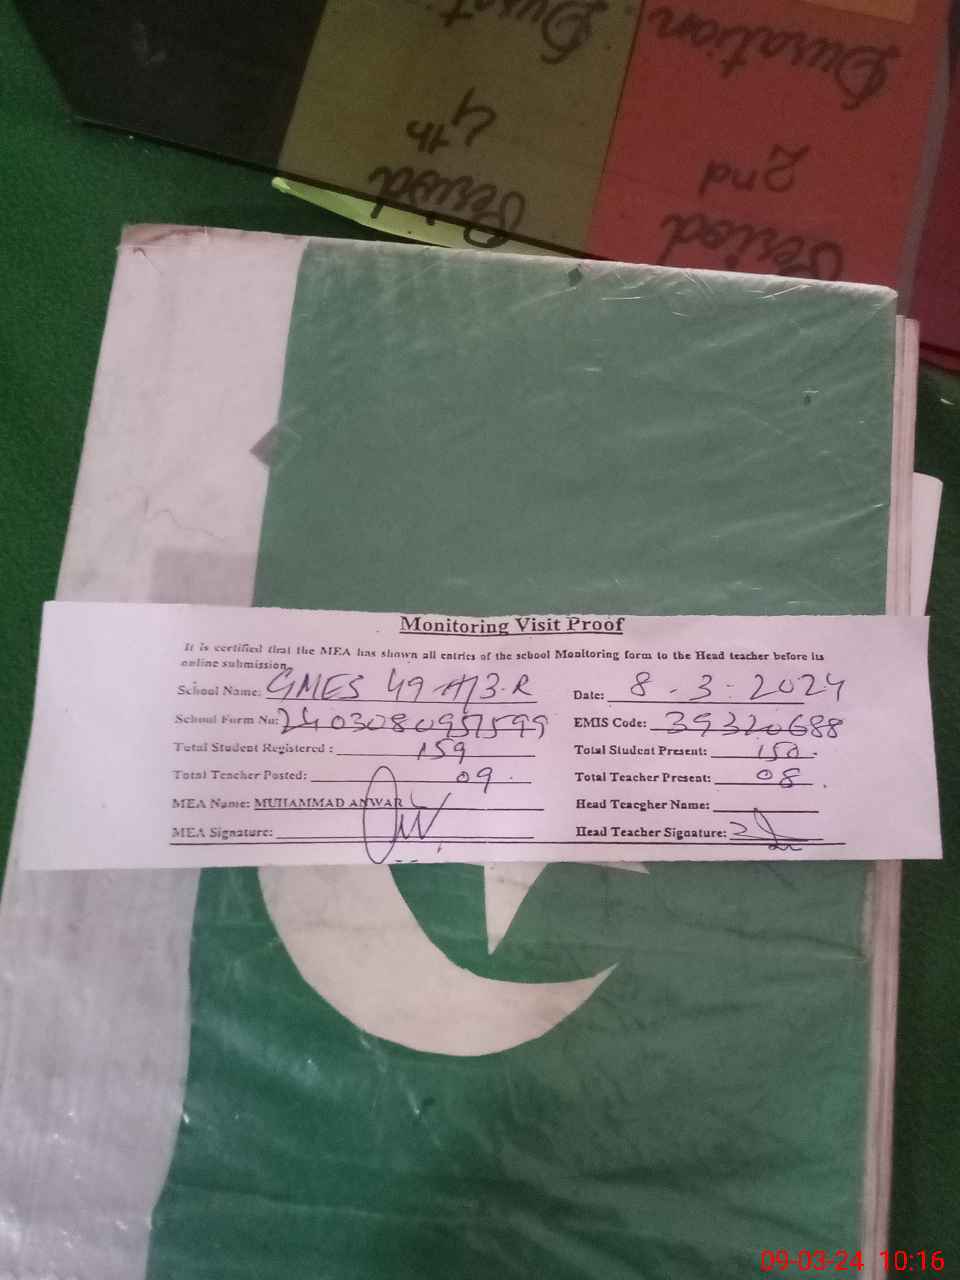 Duration
Duration
4th
2nd
Period
Period
Monitoring Visit Proof
It is certified that the MEA has shown all entries of the school Monitoring form to the Head teacher before its
online submission.
School Name: GMES 49-A/3-R Date: 8-3-2024
School Form No: 2403080957599 EMIS Code: 39320688
Total Student Registered : 159 Total Student Present: 150
Total Teacher Posted: 09 Total Teacher Present: 08
MEA Name: MUHAMMAD ANWAR Head Teacgher Name:
MEA Signature: Head Teacher Signature:
09-03-24 10:16